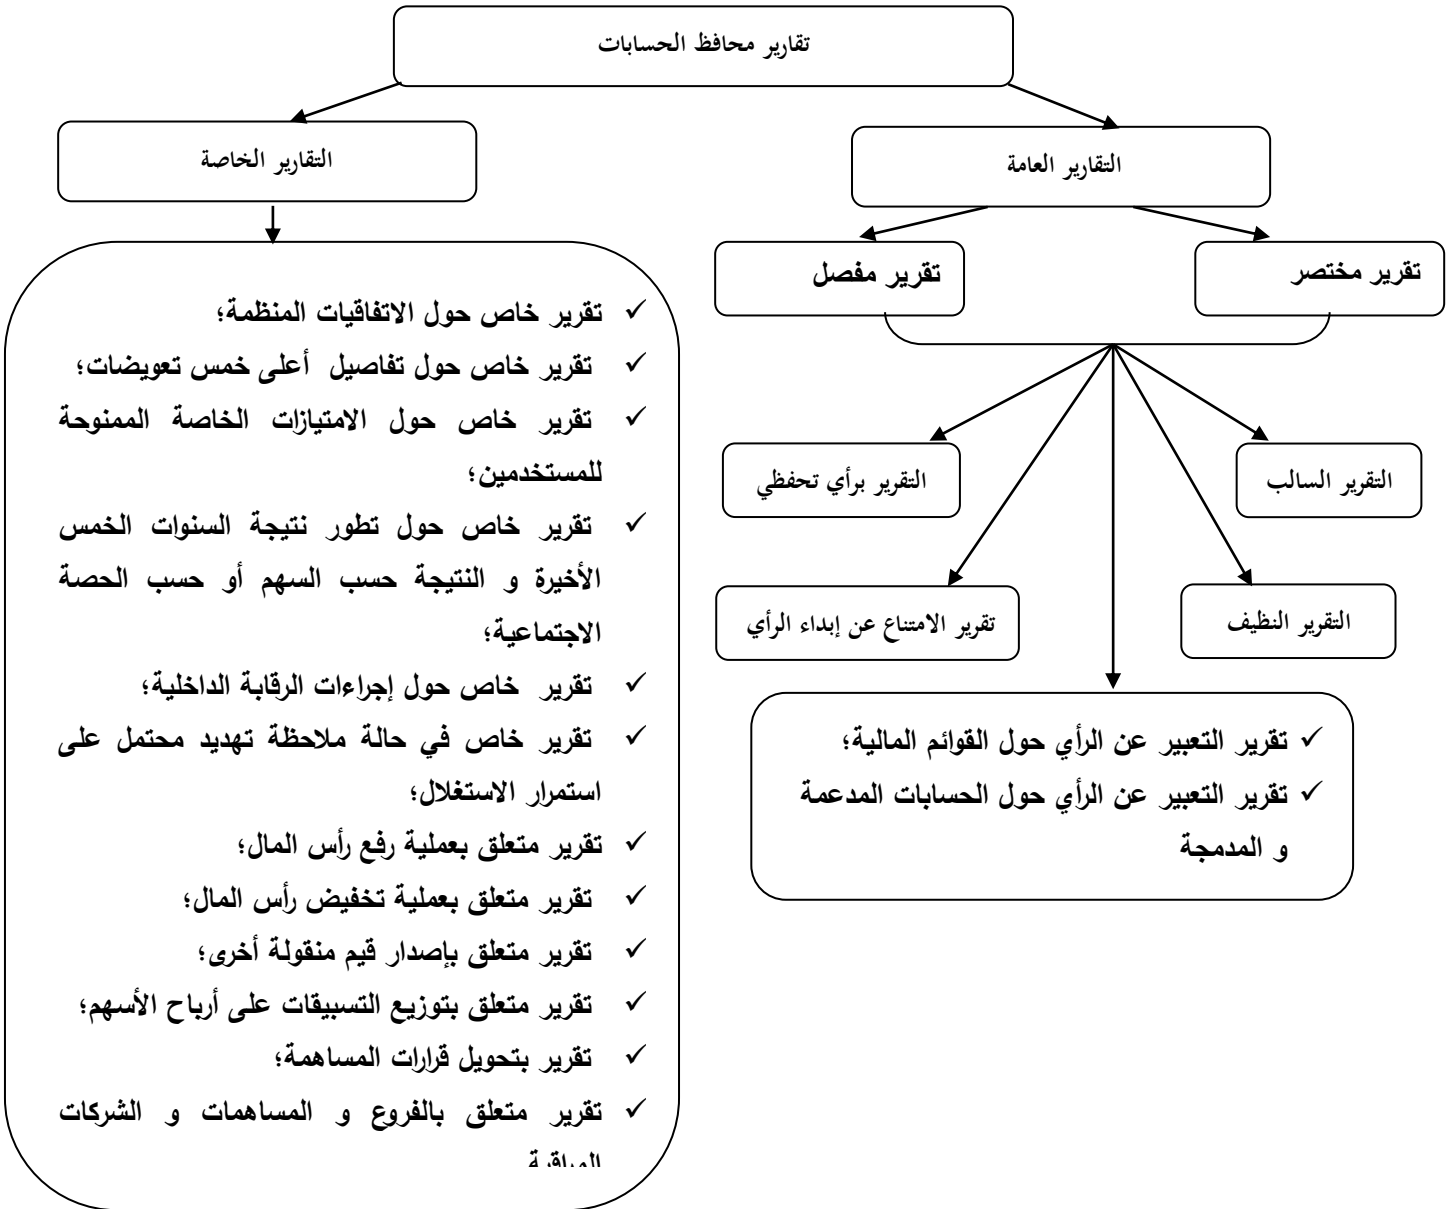 تقارير محافظ الحسابات
التقارير العامة
التقارير الخاصة
تقرير مختصر
تقرير مفصل
التقرير السالب
التقرير برأي تحفظي
التقرير النظيف
تقرير الامتناع عن إبداء الرأي
✓ تقرير التعبير عن الرأي حول القوائم المالية؛
✓ تقرير التعبير عن الرأي حول الحسابات المدعمة
و المدمجة
✓ تقرير خاص حول الاتفاقيات المنظمة؛
✓ تقرير خاص حول تفاصيل أعلى خمس تعويضات؛
✓ تقرير خاص حول الامتيازات الخاصة الممنوحة
للمستخدمين؛
✓ تقرير خاص حول تطور نتيجة السنوات الخمس
الأخيرة و النتيجة حسب السهم أو حسب الحصة
الاجتماعية؛
✓ تقرير خاص حول إجراءات الرقابة الداخلية؛
✓ تقرير خاص في حالة ملاحظة تهديد محتمل على
استمرار الاستغلال؛
✓ تقرير متعلق بعملية رفع رأس المال؛
✓ تقرير متعلق بعملية تخفيض رأس المال؛
✓ تقرير متعلق بإصدار قيم منقولة أخرى؛
✓ تقرير متعلق بتوزيع التسبيقات على أرباح الأسهم؛
✓ تقرير بتحويل قرارات المساهمة؛
✓ تقرير متعلق بالفروع و المساهمات و الشركات